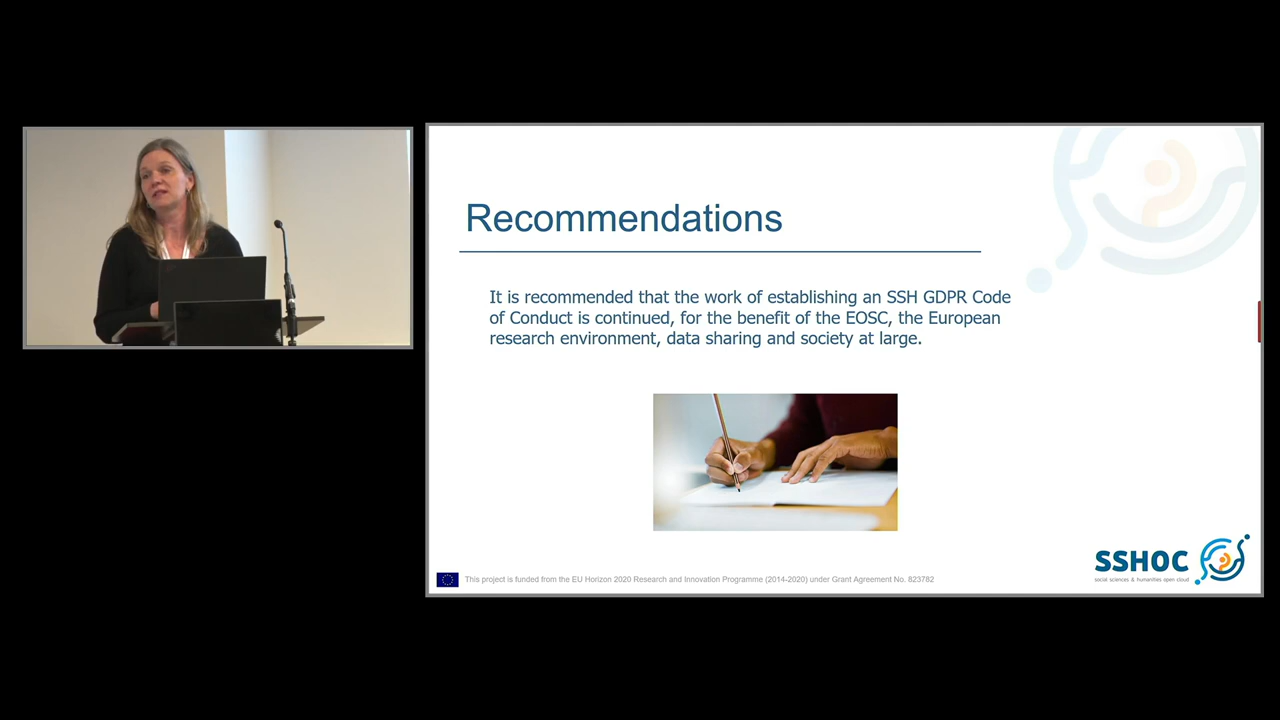 Recommendations
It is recommended that the work of establishing an SSH GDPR Code
of Conduct is continued, for the benefit of the EOSC, the European
research environment, data sharing and society at large.
This project is funded from the EU Horizon 2020 Research and Innovation Programme (2014-2020) under Grant Agreement No. 823782
SSHOC
social sciences & humanities open cloud